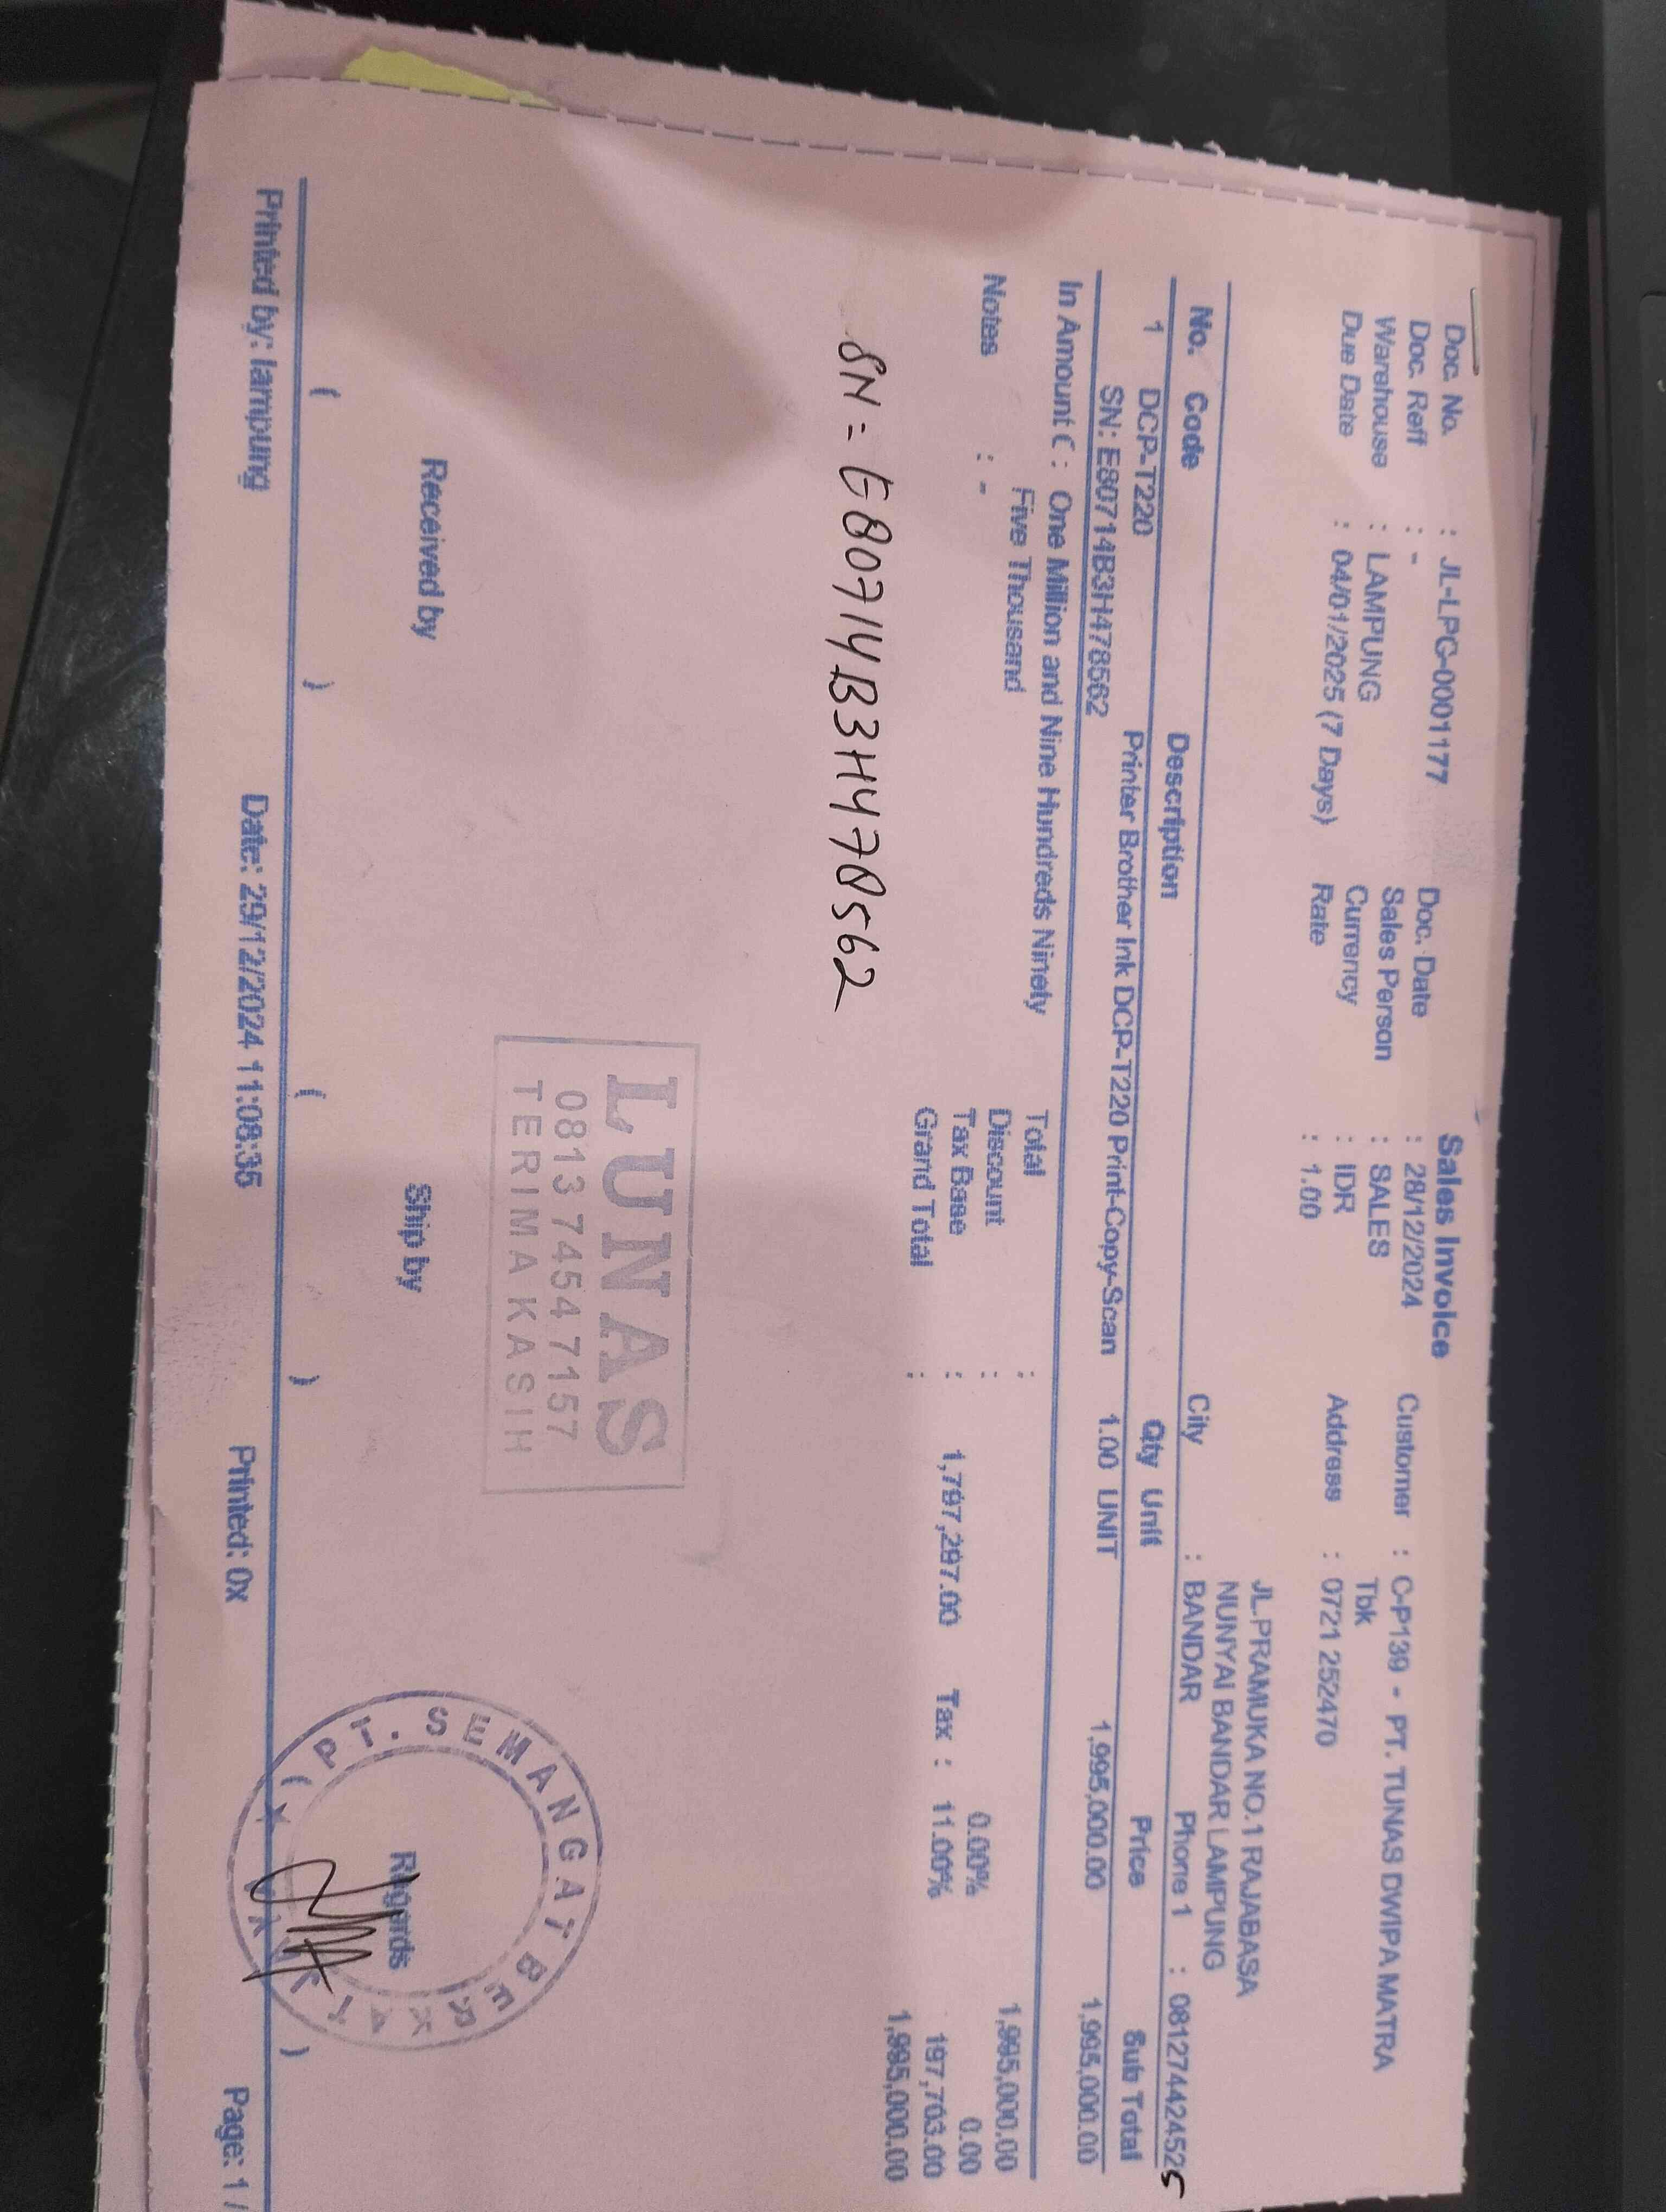 Sales Invoice
Doc. No. : JL-LPG-0001177
Doc. Reff : -
Warehouse : LAMPUNG
Due Date : 04/01/2025 (7 Days)
Doc. Date : 28/12/2024
Sales Person : SALES
Currency : IDR
Rate : 1.00
Customer : C-P139 - PT. TUNAS DWIPA MATRA
Tbk
Address : 0721 252470
JL.PRAMUKA NO.1 RAJABASA
NUNYAI BANDAR LAMPUNG
City : BANDAR Phone 1 : 081274424525
No. Code Description Qty Unit Price Sub Total
1 DCP-T220 Printer Brother Ink DCP-T220 Print-Copy-Scan 1.00 UNIT 1,995,000.00 1,995,000.00
SN: E80714B3H478562
In Amount ( : One Million and Nine Hundreds Ninety
Five Thousand
Notes : -
Total : 1,995,000.00
Discount : 0.00% 0.00
Tax Base : 1,797,297.00 Tax : 11.00% 197,703.00
Grand Total : 1,995,000.00
SN = E80714B3H478562
LUNAS
0813 7454 7157
TERIMA KASIH
Received by
Ship by
Regards
PT. SEMANGAT BERKAT
( ) ( ) ( )
Printed by: lampung Date: 29/12/2024 11:08:35 Printed: 0x Page: 1 /